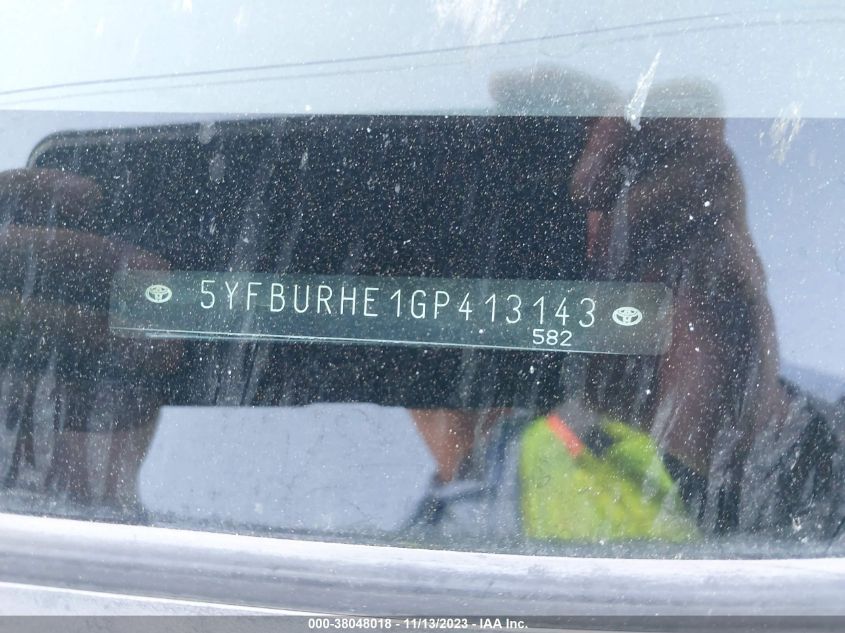 5YFBURHE1GP413143
582
000-38048018 - 11/13/2023 - IAA Inc.